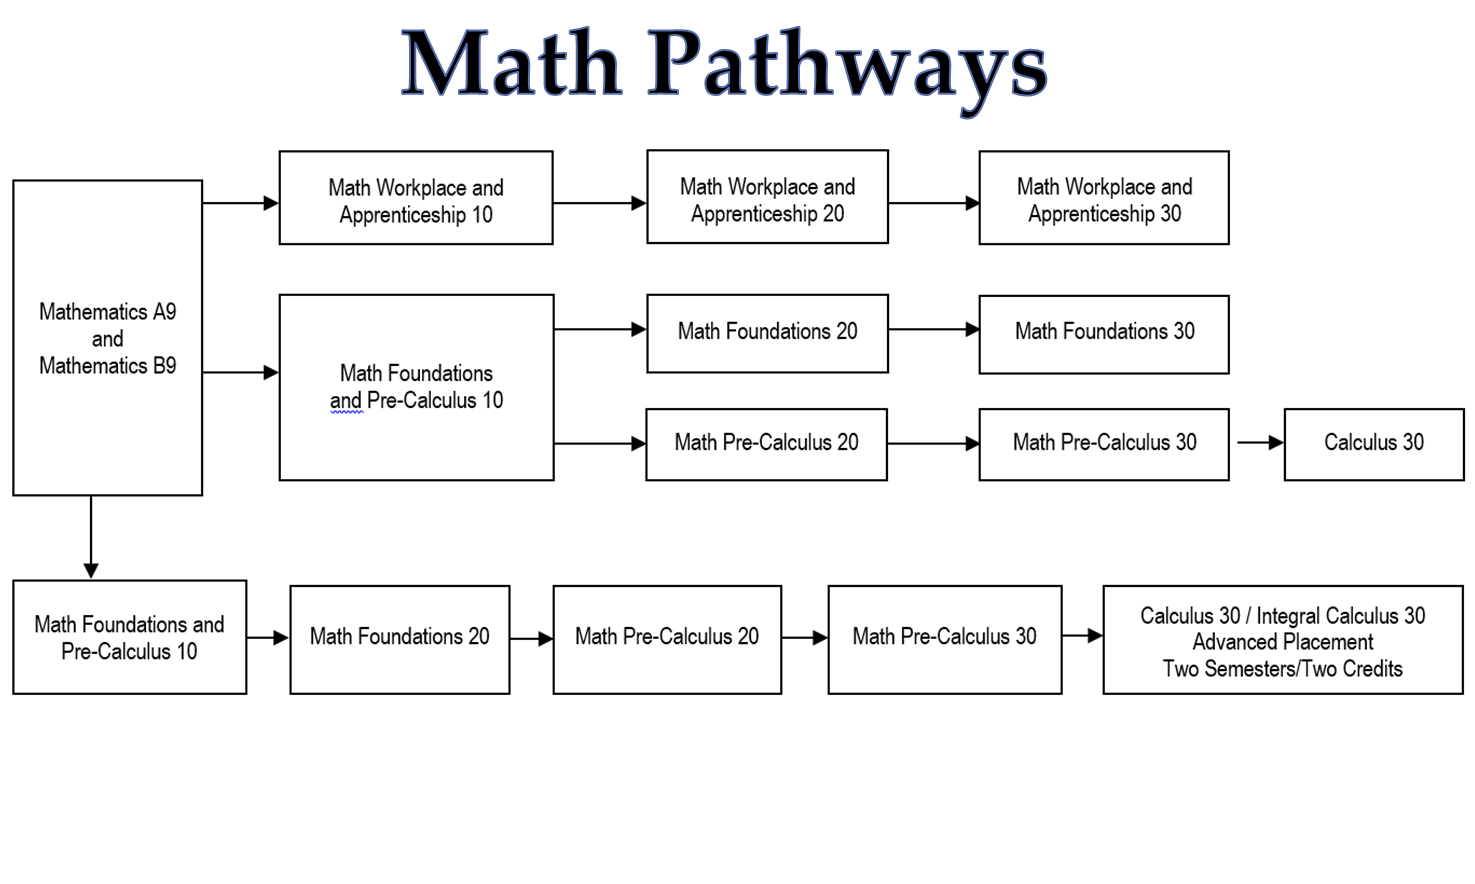 Math Pathways
Math Workplace and
Apprenticeship 10
Math Workplace and
Apprenticeship 20
Math Workplace and
Apprenticeship 30
Mathematics A9
and
Mathematics B9
Math Foundations
and Pre-Calculus 10
Math Foundations 20
Math Foundations 30
Math Pre-Calculus 20
Math Pre-Calculus 30
Calculus 30
Math Foundations and
Pre-Calculus 10
Math Foundations 20
Math Pre-Calculus 20
Math Pre-Calculus 30
Calculus 30 / Integral Calculus 30
Advanced Placement
Two Semesters/Two Credits